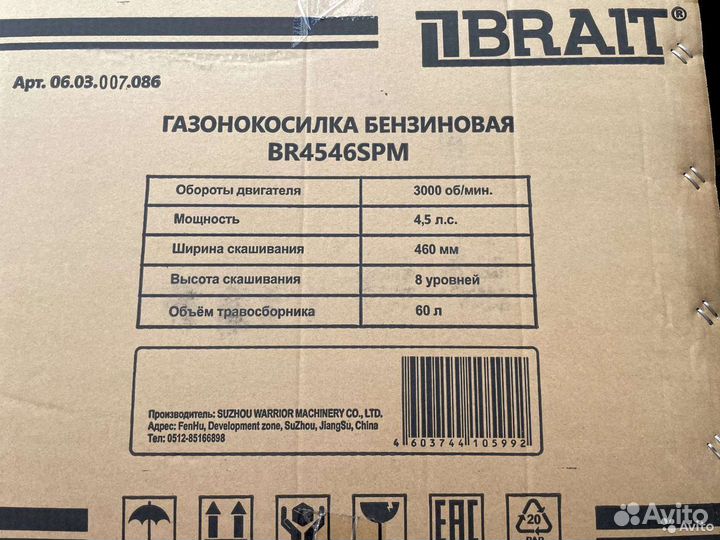 BRAIT®
Арт. 06.03.007.086
ГАЗОНОКОСИЛКА БЕНЗИНОВАЯ
BR4546SPM
Обороты двигателя 3000 об/мин.
Мощность 4,5 л.с.
Ширина скашивания 460 мм
Высота скашивания 8 уровней
Объём травосборника 60 л
Производитель: SUZHOU WARRIOR MACHINERY CO., LTD.
Адрес: FenHu, Development zone, SuZhou, JiangSu, China
Тел: 0512-85166898
4 603744 105992
EAC
20
PAP
Avito
Avito